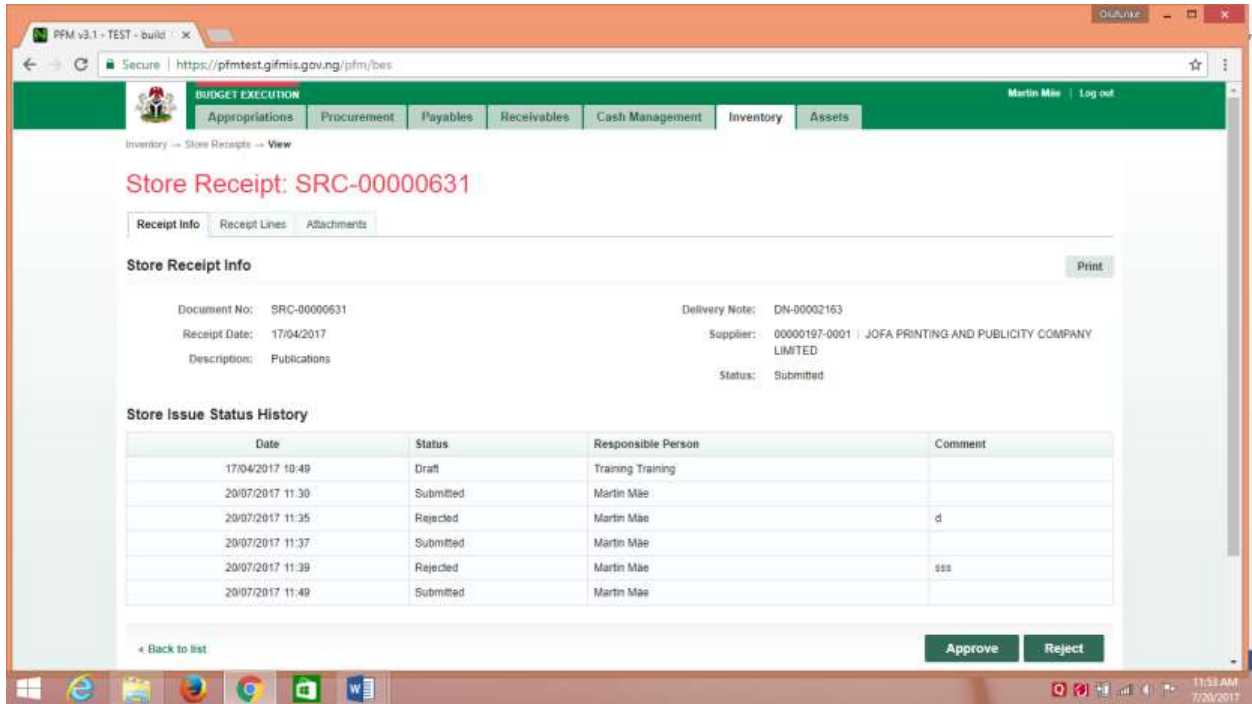 Olufunke
PFM v3.1 - TEST - build
Secure | https://pfmtest.gifmis.gov.ng/pfm/bes
BUDGET EXECUTION
Martin Mäe | Log out
Appropriations Procurement Payables Receivables Cash Management Inventory Assets
Inventory → Store Receipts → View
Store Receipt: SRC-00000631
Receipt Info Receipt Lines Attachments
Store Receipt Info
Print
Document No: SRC-00000631
Delivery Note: DN-00002163
Receipt Date: 17/04/2017
Supplier: 00000197-0001 | JOFA PRINTING AND PUBLICITY COMPANY
LIMITED
Description: Publications
Status: Submitted
Store Issue Status History
Date Status Responsible Person Comment
17/04/2017 10:49 Draft Training Training
20/07/2017 11:30 Submitted Martin Mäe
20/07/2017 11:35 Rejected Martin Mäe d
20/07/2017 11:37 Submitted Martin Mäe
20/07/2017 11:39 Rejected Martin Mäe sss
20/07/2017 11:49 Submitted Martin Mäe
Back to list
Approve Reject
11:53 AM
7/20/2017